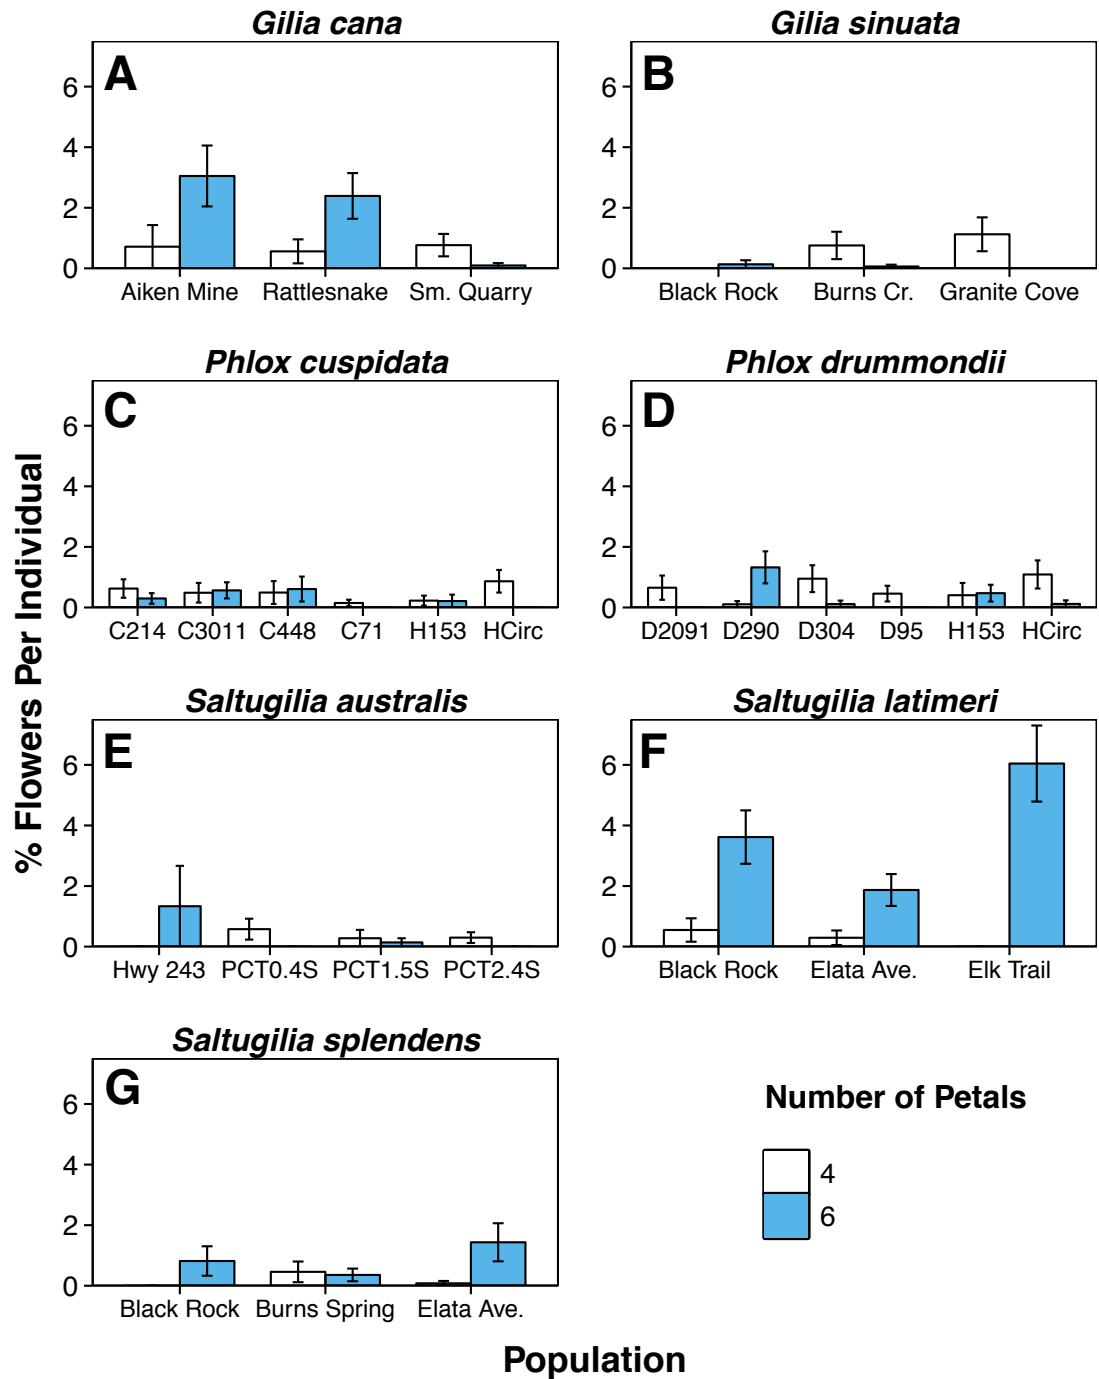 Gilia cana
Gilia sinuata
A
6
4
2
0
Aiken Mine Rattlesnake Sm. Quarry
B
6
4
2
0
Black Rock Burns Cr. Granite Cove
Phlox cuspidata
Phlox drummondii
C
6
4
2
0
C214 C3011 C448 C71 H153 HCirc
D
6
4
2
0
D2091 D290 D304 D95 H153 HCirc
% Flowers Per Individual
Saltugilia australis
Saltugilia latimeri
E
6
4
2
0
Hwy 243 PCT0.4S PCT1.5S PCT2.4S
F
6
4
2
0
Black Rock Elata Ave. Elk Trail
Saltugilia splendens
G
6
4
2
0
Black Rock Burns Spring Elata Ave.
Number of Petals
4
6
Population